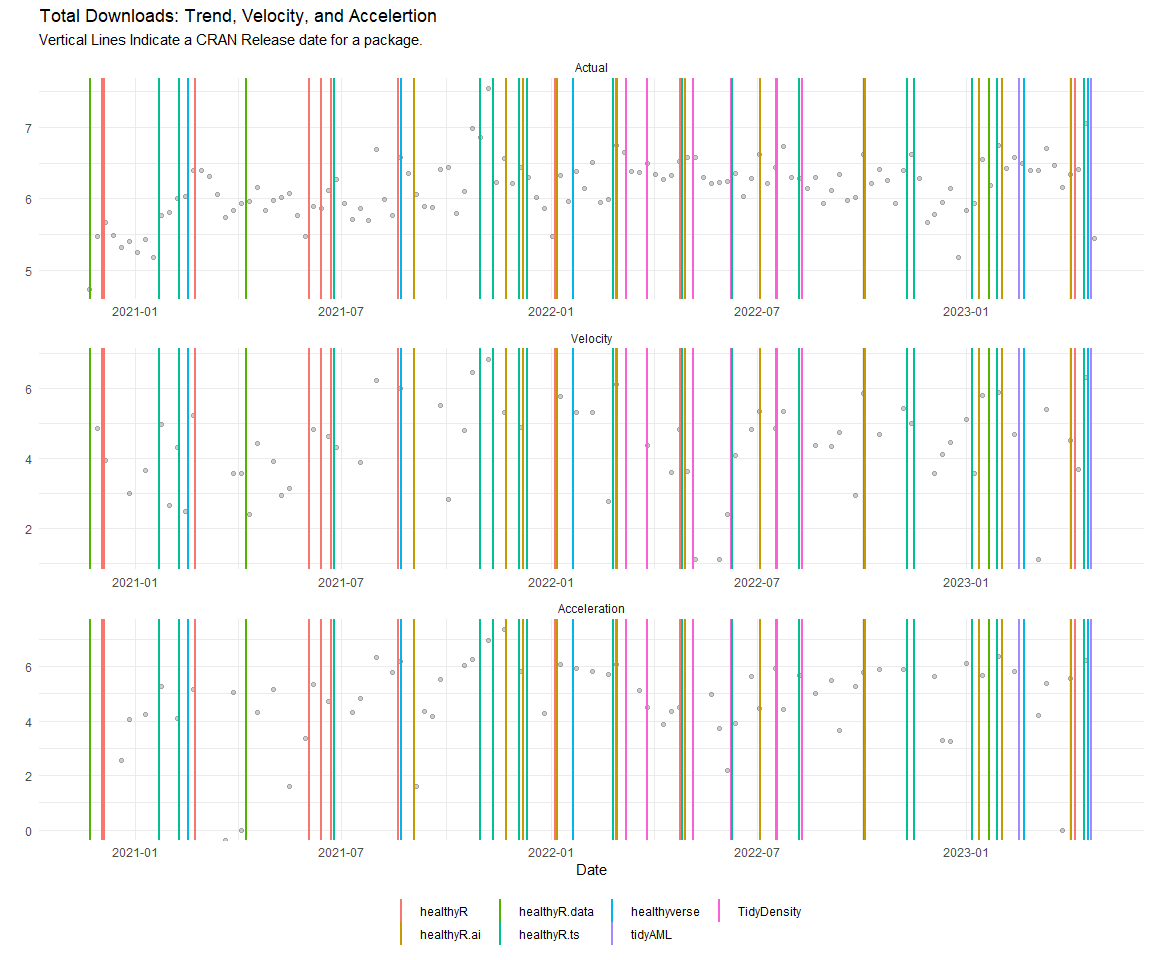 Total Downloads: Trend, Velocity, and Accelertion
Vertical Lines Indicate a CRAN Release date for a package.
Actual
7
6
5
2021-01 2021-07 2022-01 2022-07 2023-01
Velocity
6
4
2
2021-01 2021-07 2022-01 2022-07 2023-01
Acceleration
6
4
2
0
2021-01 2021-07 2022-01 2022-07 2023-01
Date
healthyR healthyR.data healthyverse TidyDensity
healthyR.ai healthyR.ts tidyAML